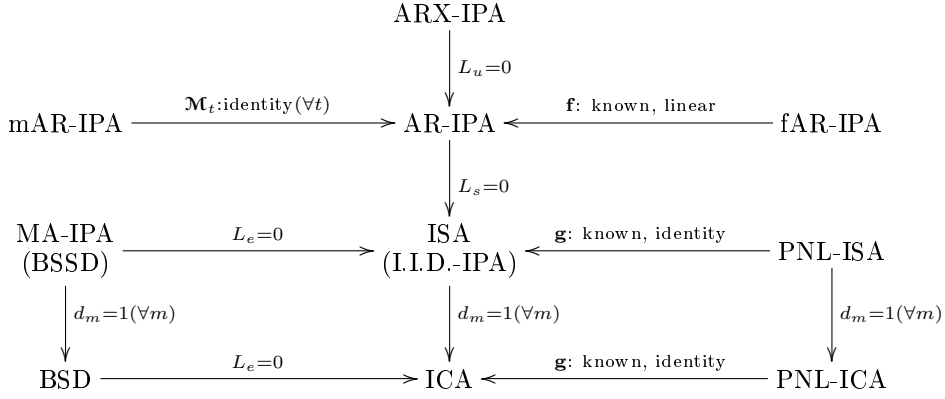 ARX-IPA
L_u=0
mAR-IPA
𝕸_t:identity(∀t)
AR-IPA
f: known, linear
fAR-IPA
L_s=0
MA-IPA
(BSSD)
L_e=0
ISA
(I.I.D.-IPA)
g: known, identity
PNL-ISA
d_m=1(∀m)
d_m=1(∀m)
d_m=1(∀m)
BSD
L_e=0
ICA
g: known, identity
PNL-ICA